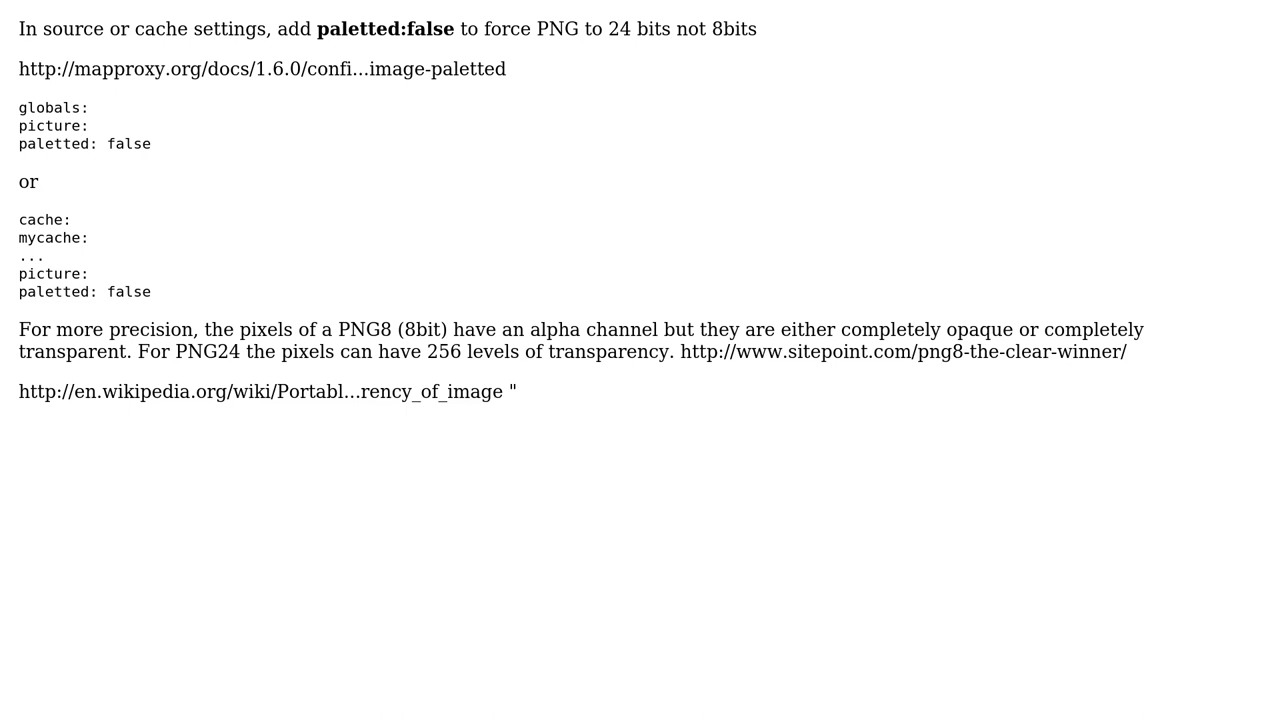 In source or cache settings, add paletted:false to force PNG to 24 bits not 8bits
http://mapproxy.org/docs/1.6.0/confi...image-paletted
globals:
picture:
paletted: false
or
cache:
mycache:
...
picture:
paletted: false
For more precision, the pixels of a PNG8 (8bit) have an alpha channel but they are either completely opaque or completely
transparent. For PNG24 the pixels can have 256 levels of transparency. http://www.sitepoint.com/png8-the-clear-winner/
http://en.wikipedia.org/wiki/Portabl...rency_of_image "